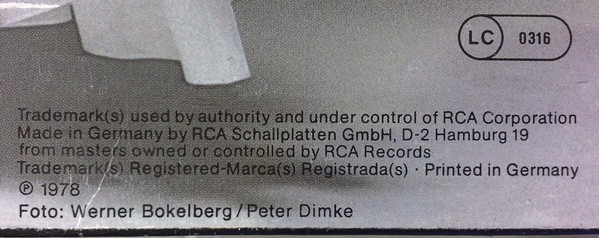 LC 0316
Trademark(s) used by authority and under control of RCA Corporation
Made in Germany by RCA Schallplatten GmbH, D-2 Hamburg 19
from masters owned or controlled by RCA Records
Trademark(s) Registered-Marca(s) Registrada(s) · Printed in Germany
℗ 1978
Foto: Werner Bokelberg/Peter Dimke